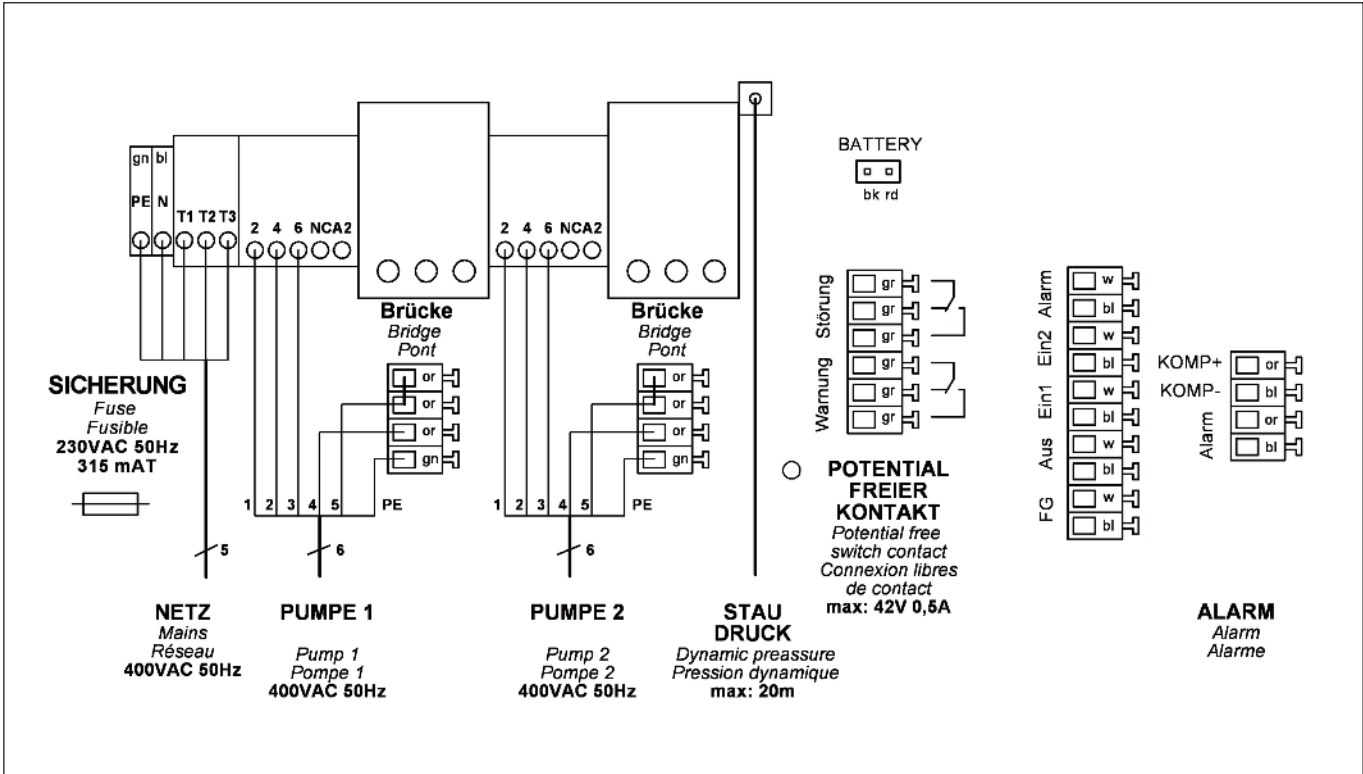 gn bl
PE N
T1 T2 T3
2 4 6 NC A2
Brücke
Bridge
Pont
or
or
or
gn
2 4 6 NC A2
Brücke
Bridge
Pont
or
or
or
gn
SICHERUNG
Fuse
Fusible
230VAC 50Hz
315 mAT
5
NETZ
Mains
Réseau
400VAC 50Hz
1 2 3 4 5 PE
6
PUMPE 1
Pump 1
Pompe 1
400VAC 50Hz
1 2 3 4 5 PE
6
PUMPE 2
Pump 2
Pompe 2
400VAC 50Hz
STAU
DRUCK
Dynamic preassure
Pression dynamique
max: 20m
BATTERY
bk rd
Störung
gr
gr
gr
Warnung
gr
gr
gr
POTENTIAL
FREIER
KONTAKT
Potential free
switch contact
Connexion libres
de contact
max: 42V 0,5A
Alarm
w
bl
Ein2
w
bl
Ein1
w
bl
Aus
w
bl
FG
w
bl
KOMP+ or
KOMP- bl
Alarm
or
bl
ALARM
Alarm
Alarme